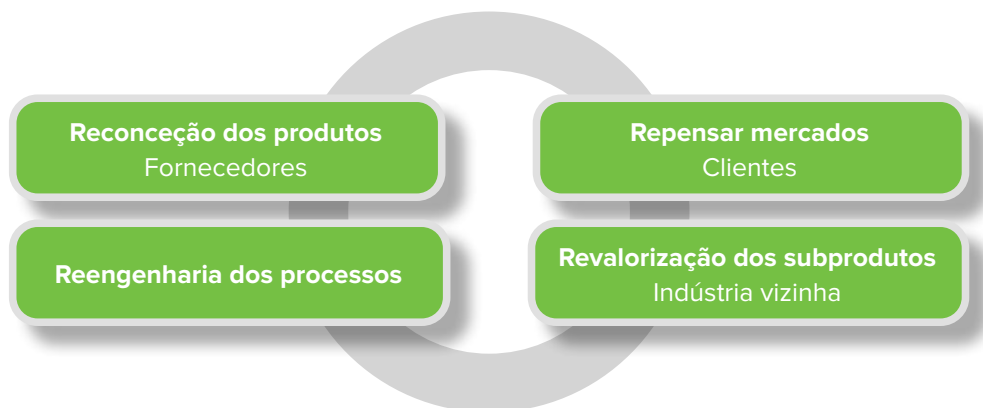 Reconceção dos produtos
Fornecedores
Repensar mercados
Clientes
Reengenharia dos processos
Revalorização dos subprodutos
Indústria vizinha